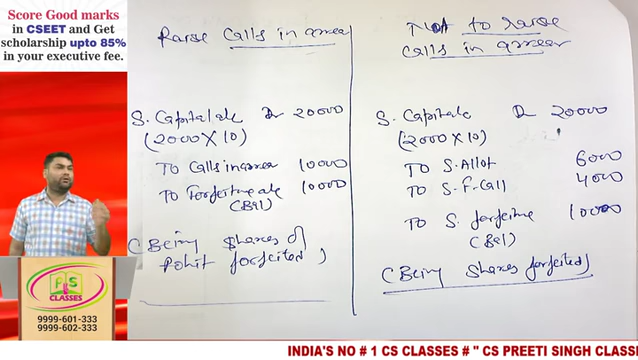 Score Good marks
in CSEET and Get
scholarship upto 85%
in your executive fee.
Raise Calls in arrear
S. Capital a/c Dr 20000
(2000 X 10)
To Calls in arrear 10000
To Forfeiture a/c 10000
(Bal)
(Being Shares of
Rohit forfeited)
Not to raise
Calls in arrear
S. Capital a/c Dr 20000
(2000 X 10)
To S. Allot 6000
To S. F. Call 4000
To S. forfeiture 10000
(Bal)
(Being Shares forfeited)
CLASSES
9999-601-333
9999-602-333
INDIA'S NO # 1 CS CLASSES # " CS PREETI SINGH CLASSE